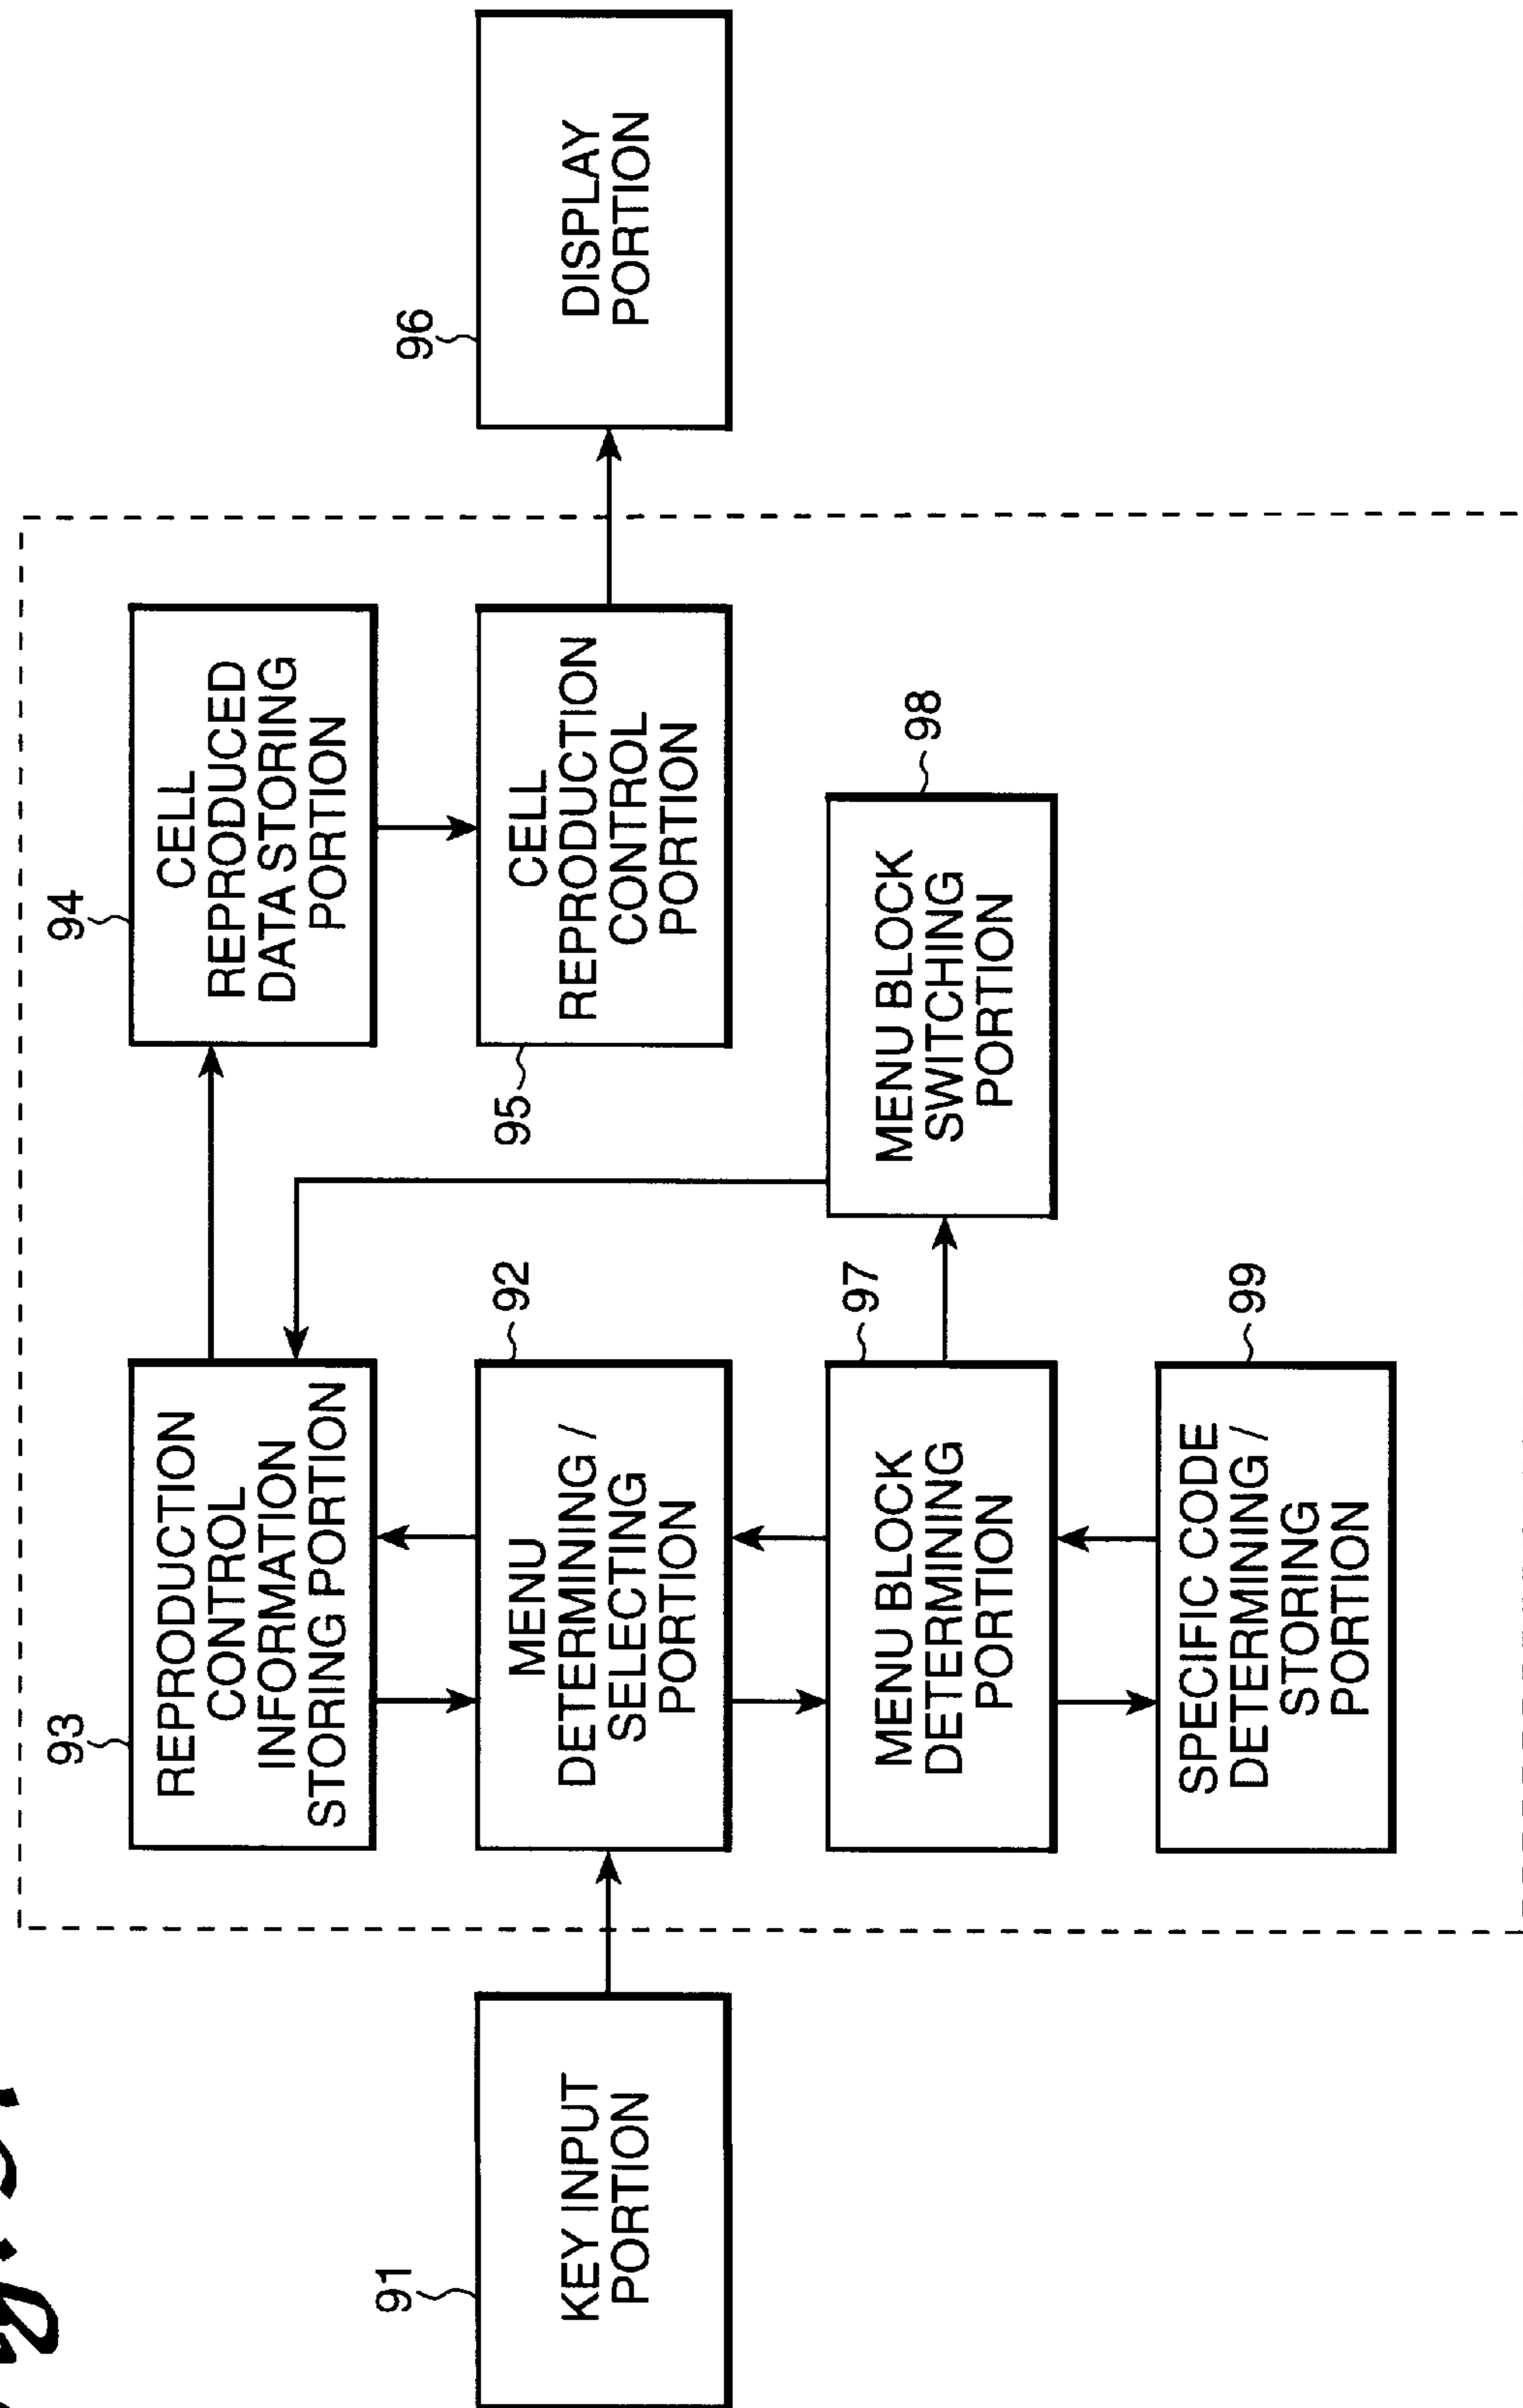 93
REPRODUCTION
CONTROL
INFORMATION
STORING PORTION
94
CELL
REPRODUCED
DATA STORING
PORTION
91
KEY INPUT
PORTION
92
MENU
DETERMINING /
SELECTING
PORTION
95
CELL
REPRODUCTION
CONTROL
PORTION
96
DISPLAY
PORTION
97
MENU BLOCK
DETERMINING
PORTION
98
MENU BLOCK
SWITCHING
PORTION
99
SPECIFIC CODE
DETERMINING /
STORING
PORTION